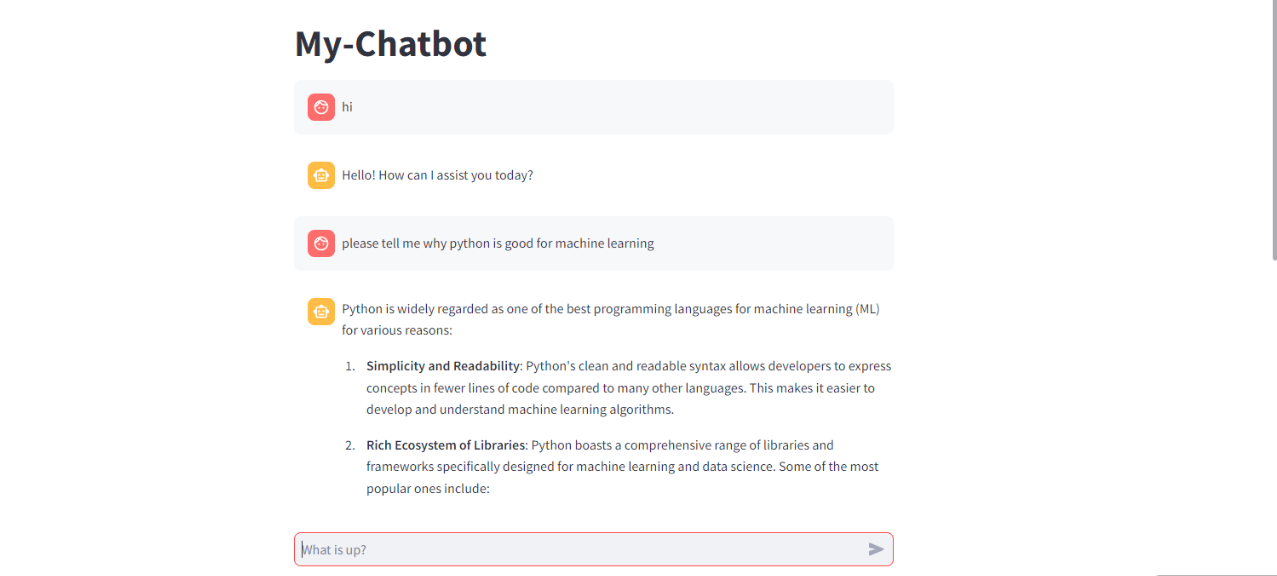 My-Chatbot
hi
Hello! How can I assist you today?
please tell me why python is good for machine learning
Python is widely regarded as one of the best programming languages for machine learning (ML)
for various reasons:
1. Simplicity and Readability: Python's clean and readable syntax allows developers to express
concepts in fewer lines of code compared to many other languages. This makes it easier to
develop and understand machine learning algorithms.
2. Rich Ecosystem of Libraries: Python boasts a comprehensive range of libraries and
frameworks specifically designed for machine learning and data science. Some of the most
popular ones include:
What is up?